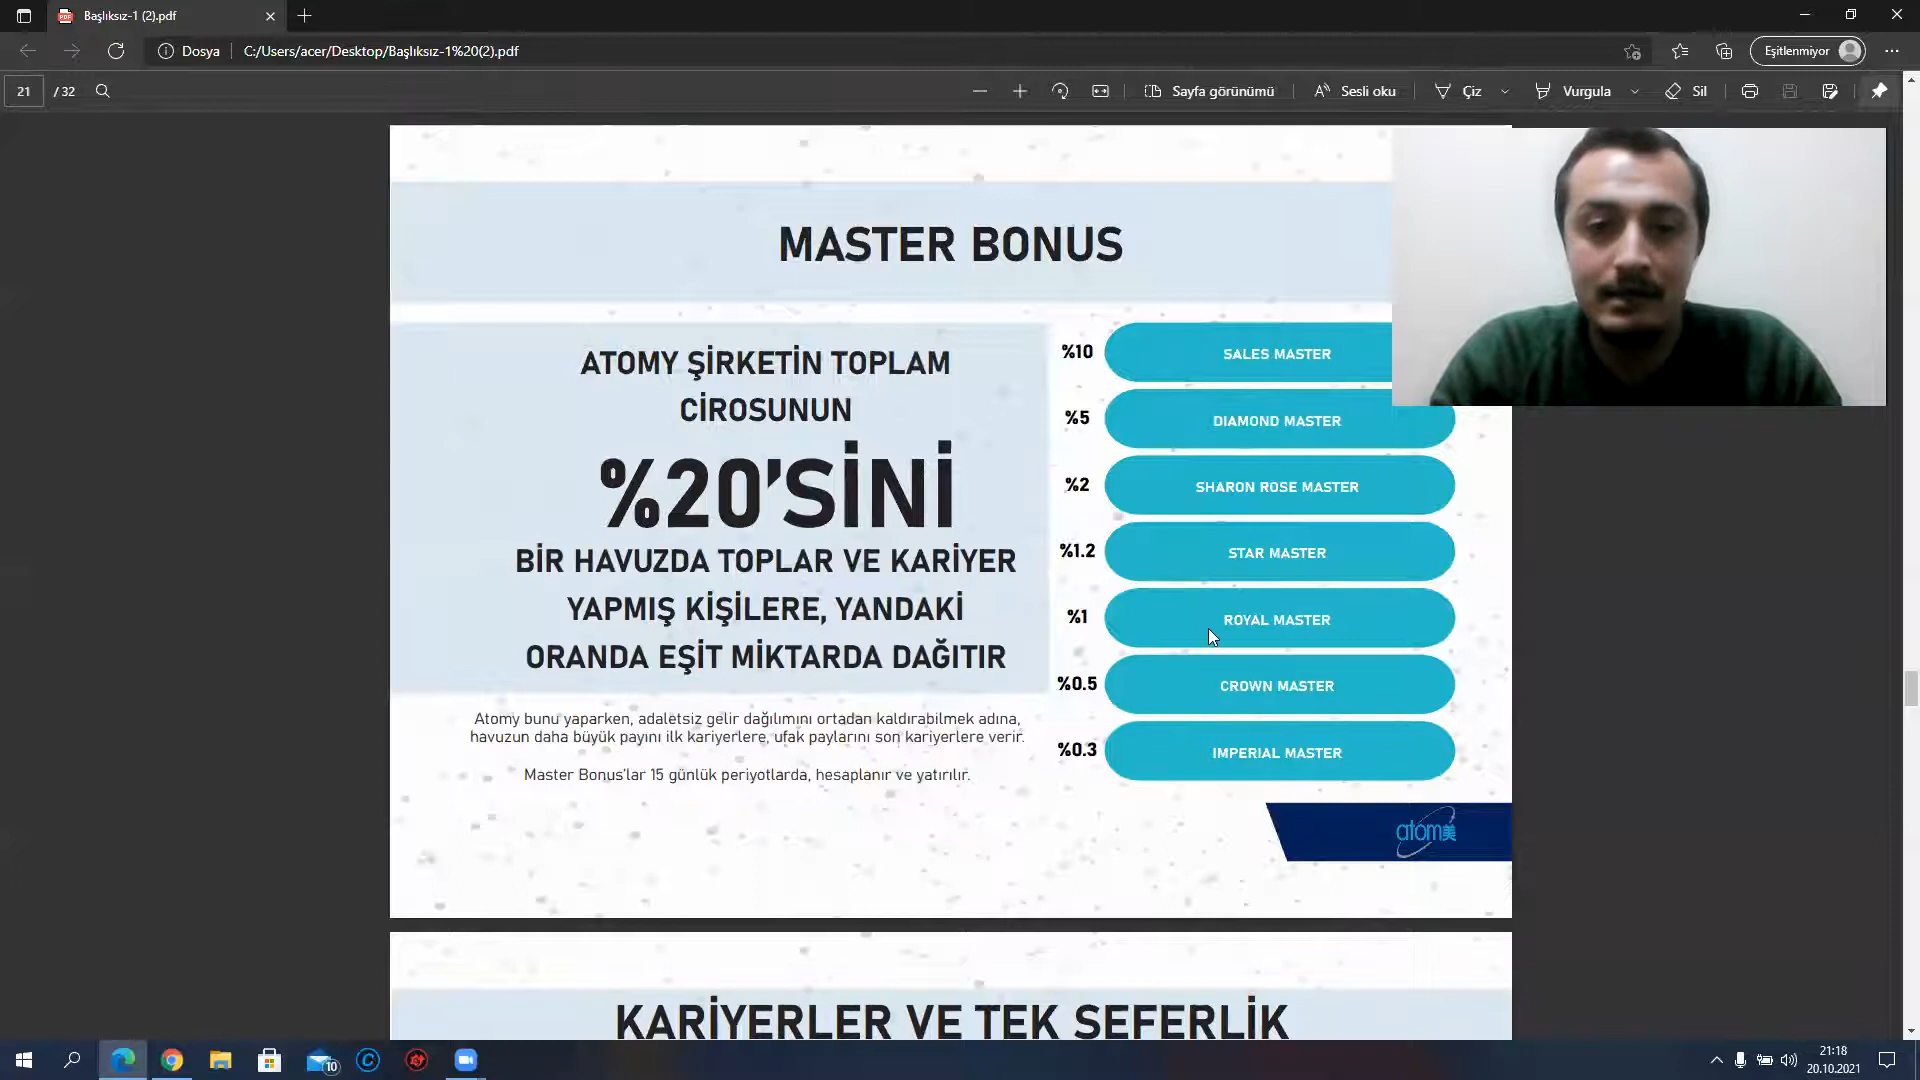 Başlıksız-1 (2).pdf
Dosya
C:/Users/acer/Desktop/Başlıksız-1%20(2).pdf
Eşitlenmiyor
21 / 32
Sayfa görünümü
Sesli oku
Çiz
Vurgula
Sil
MASTER BONUS
ATOMY ŞİRKETİN TOPLAM
CİROSUNUN
%20'SİNİ
BİR HAVUZDA TOPLAR VE KARİYER
YAPMIŞ KİŞİLERE, YANDAKİ
ORANDA EŞİT MİKTARDA DAĞITIR
Atomy bunu yaparken, adaletsiz gelir dağılımını ortadan kaldırabilmek adına,
havuzun daha büyük payını ilk kariyerlere, ufak paylarını son kariyerlere verir.
Master Bonus'lar 15 günlük periyotlarda, hesaplanır ve yatırılır.
%10 SALES MASTER
%5 DIAMOND MASTER
%2 SHARON ROSE MASTER
%1.2 STAR MASTER
%1 ROYAL MASTER
%0.5 CROWN MASTER
%0.3 IMPERIAL MASTER
atom美
KARİYERLER VE TEK SEFERLİK
10
21:18
20.10.2021